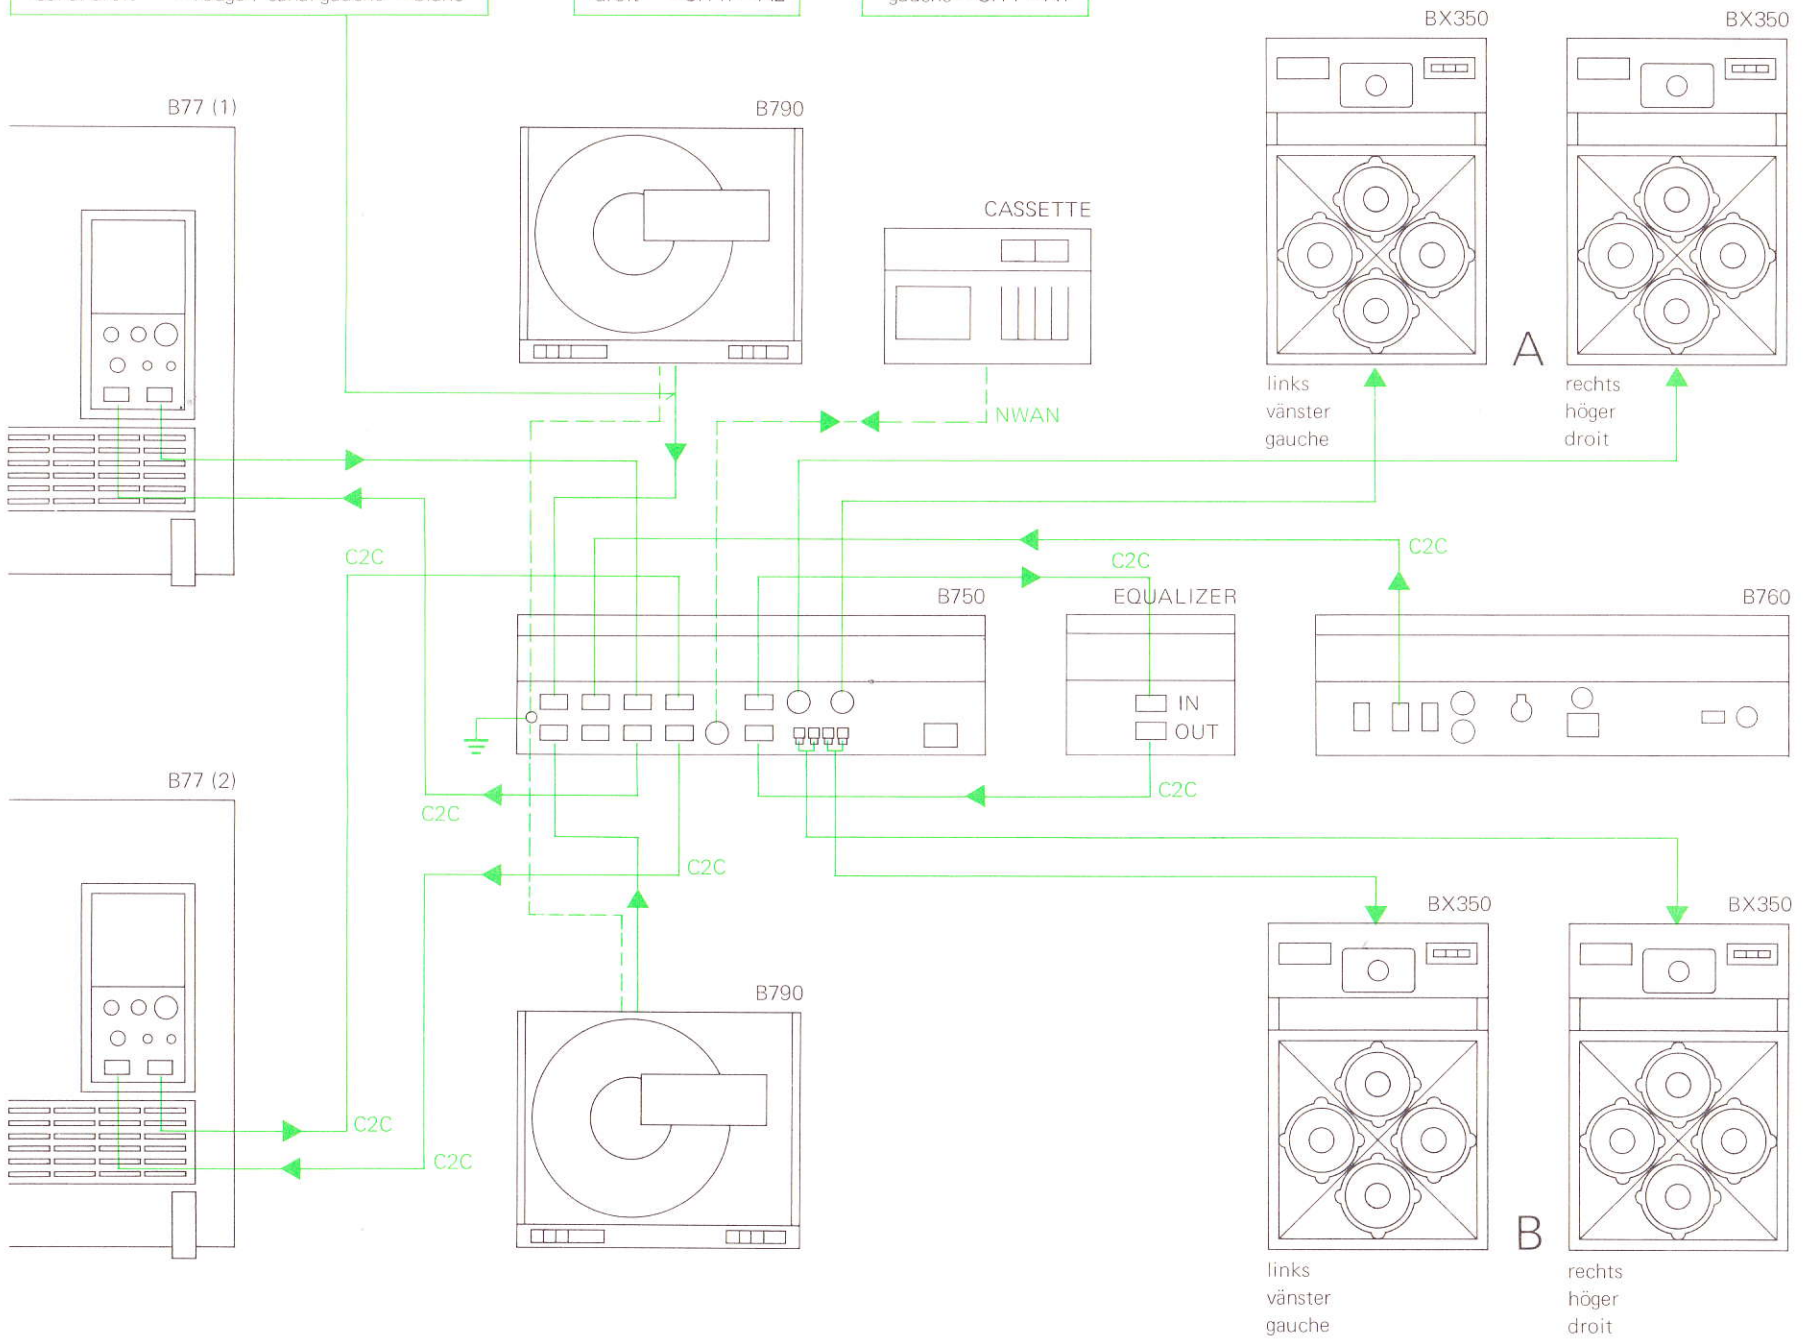 BX350
BX350
B77 (1)
B790
CASSETTE
NWAN
A
links
vänster
gauche
rechts
höger
droit
C2C
C2C
C2C
B750
EQUALIZER
B760
IN
OUT
B77 (2)
C2C
C2C
C2C
BX350
BX350
B790
C2C
C2C
B
links
vänster
gauche
rechts
höger
droit